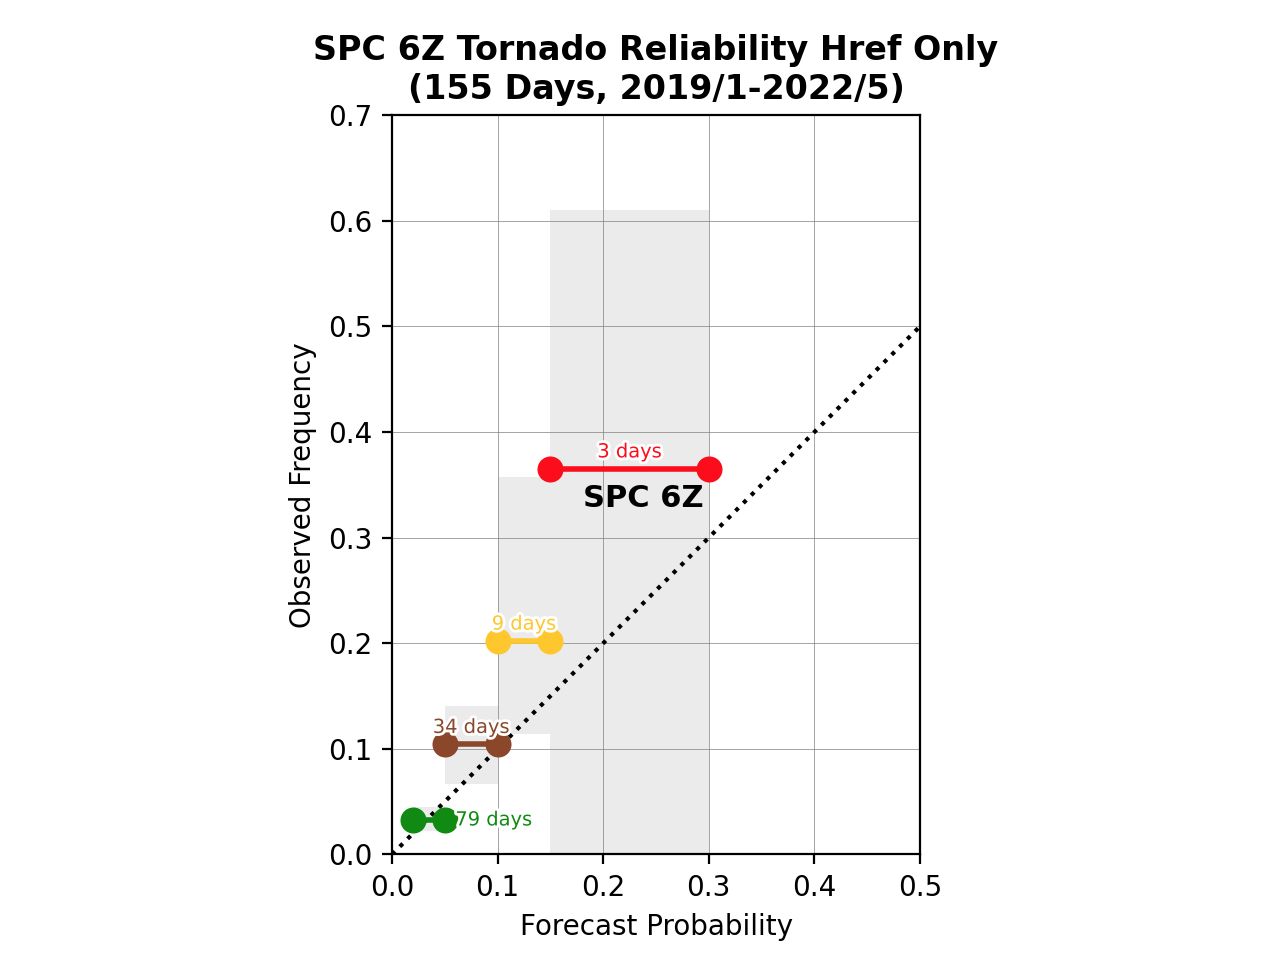 SPC 6Z Tornado Reliability Href Only
(155 Days, 2019/1-2022/5)
0.7
0.6
0.5
0.4
0.3
0.2
0.1
0.0
Observed Frequency
3 days
SPC 6Z
9 days
34 days
79 days
0.0 0.1 0.2 0.3 0.4 0.5
Forecast Probability